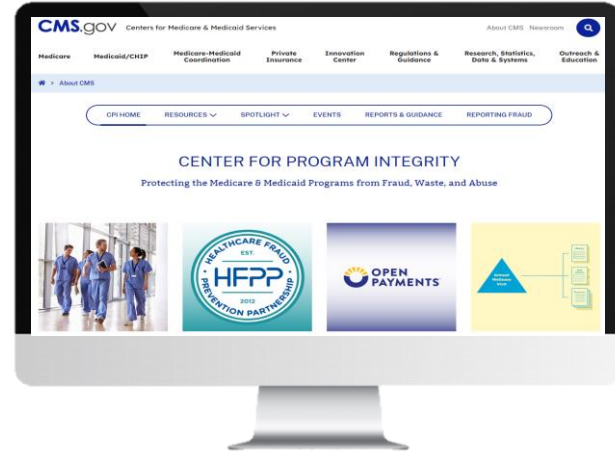 CMS.gov Centers for Medicare & Medicaid Services
About CMS Newsroom
Medicare
Medicaid/CHIP
Medicare-Medicaid
Coordination
Private
Insurance
Innovation
Center
Regulations &
Guidance
Research, Statistics,
Data & Systems
Outreach &
Education
> About CMS
CPI HOME
RESOURCES
SPOTLIGHT
EVENTS
REPORTS & GUIDANCE
REPORTING FRAUD
CENTER FOR PROGRAM INTEGRITY
Protecting the Medicare & Medicaid Programs from Fraud, Waste, and Abuse
HEALTHCARE FRAUD
EST.
HFPP
2012
PREVENTION PARTNERSHIP
OPEN
PAYMENTS
Annual
Medicare
Visit